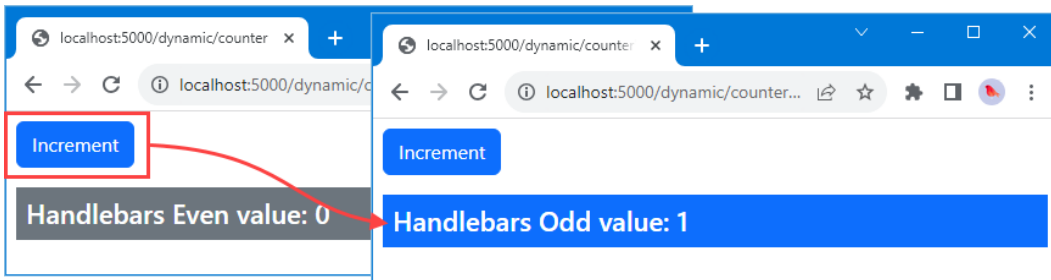 localhost:5000/dynamic/counter
localhost:5000/dynamic/c
Increment
Handlebars Even value: 0
localhost:5000/dynamic/counter
localhost:5000/dynamic/counter...
Increment
Handlebars Odd value: 1